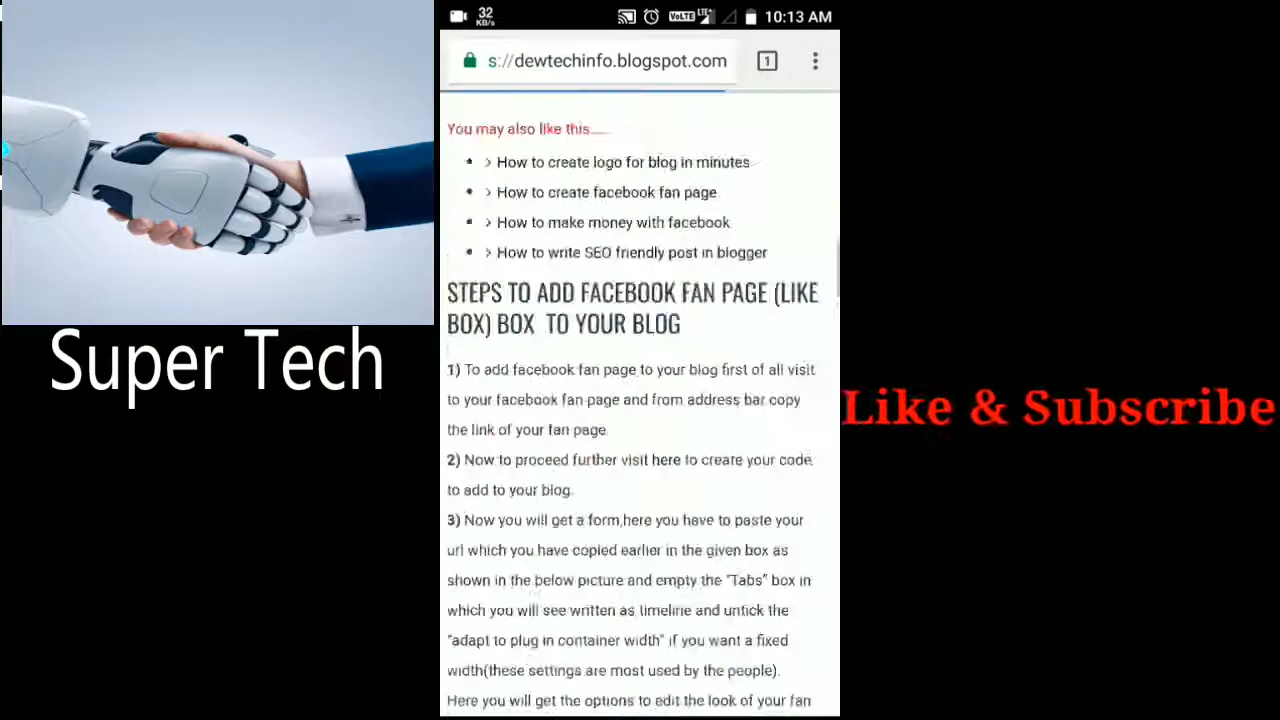 32
KB/s
VoLTE
LTE+
10:13 AM
s://dewtechinfo.blogspot.com
1
You may also like this......
> How to create logo for blog in minutes
> How to create facebook fan page
> How to make money with facebook
> How to write SEO friendly post in blogger
STEPS TO ADD FACEBOOK FAN PAGE (LIKE
BOX) BOX TO YOUR BLOG
1) To add facebook fan page to your blog first of all visit
to your facebook fan page and from address bar copy
the link of your fan page.
2) Now to proceed further visit here to create your code
to add to your blog.
3) Now you will get a form,here you have to paste your
url which you have copied earlier in the given box as
shown in the below picture and empty the "Tabs" box in
which you will see written as timeline and untick the
"adapt to plug in container width" if you want a fixed
width(these settings are most used by the people).
Here you will get the options to edit the look of your fan
Super Tech
Like & Subscribe